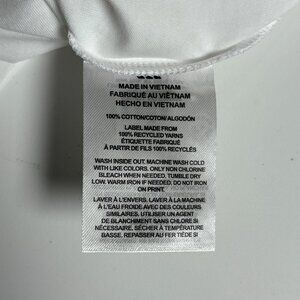 MADE IN VIETNAM
FABRIQUÉ AU VIÊTNAM
HECHO EN VIETNAM
100% COTTON/COTON/ALGODÓN
LABEL MADE FROM
100% RECYCLED YARNS
ÉTIQUETTE FABRIQUÉ
À PARTIR DE FILS 100% RECYCLÉS
WASH INSIDE OUT. MACHINE WASH COLD
WITH LIKE COLORS. ONLY NON CHLORINE
BLEACH WHEN NEEDED. TUMBLE DRY
LOW. WARM IRON IF NEEDED. DO NOT IRON
ON PRINT.
LAVER À L'ENVERS. LAVER À LA MACHINE
À L'EAU FROIDE AVEC DES COULEURS
SIMILAIRES. UTILISER UN AGENT
DE BLANCHIMENT SANS CHLORE SI
NÉCESSAIRE. SÉCHER À TEMPÉRATURE
BASSE. REPASSER AU FER TIÈDE SI